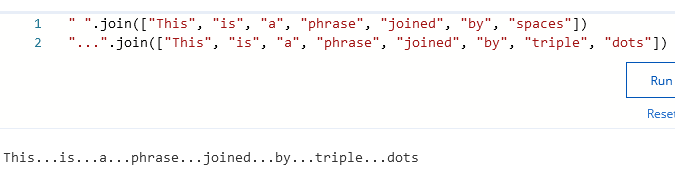 1 " ".join(["This", "is", "a", "phrase", "joined", "by", "spaces"])
2 "...".join(["This", "is", "a", "phrase", "joined", "by", "triple", "dots"])
Run
Reset
This...is...a...phrase...joined...by...triple...dots